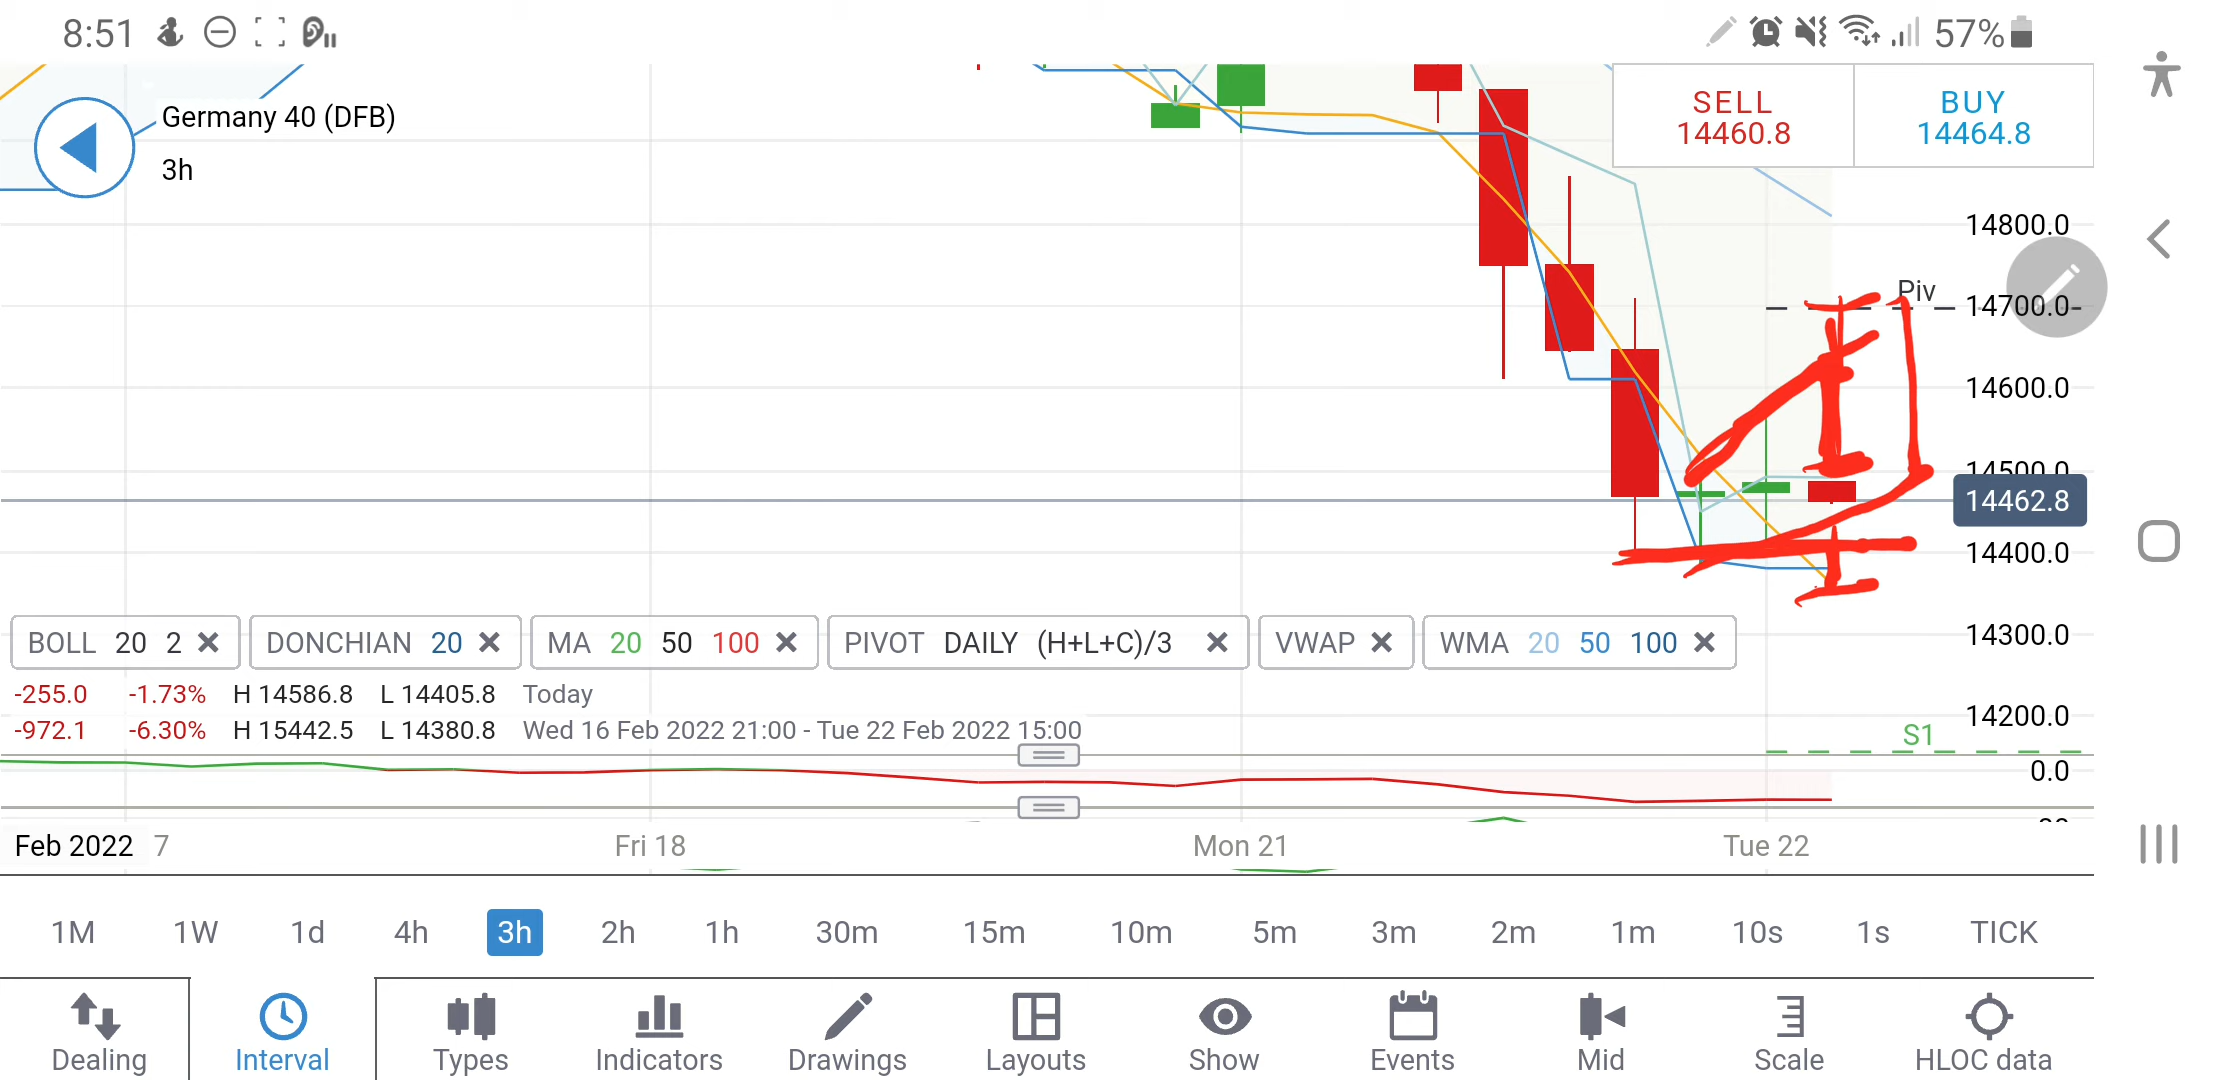 8:51
57%
Germany 40 (DFB)
3h
SELL
14460.8
BUY
14464.8
14800.0
Piv
14700.0
14600.0
14500.0
14462.8
14400.0
14300.0
14200.0
S1
0.0
BOLL 20 2
DONCHIAN 20
MA 20 50 100
PIVOT DAILY (H+L+C)/3
VWAP
WMA 20 50 100
-255.0 -1.73% H 14586.8 L 14405.8 Today
-972.1 -6.30% H 15442.5 L 14380.8 Wed 16 Feb 2022 21:00 - Tue 22 Feb 2022 15:00
Feb 2022 7 Fri 18 Mon 21 Tue 22
1M 1W 1d 4h 3h 2h 1h 30m 15m 10m 5m 3m 2m 1m 10s 1s TICK
Dealing Interval Types Indicators Drawings Layouts Show Events Mid Scale HLOC data